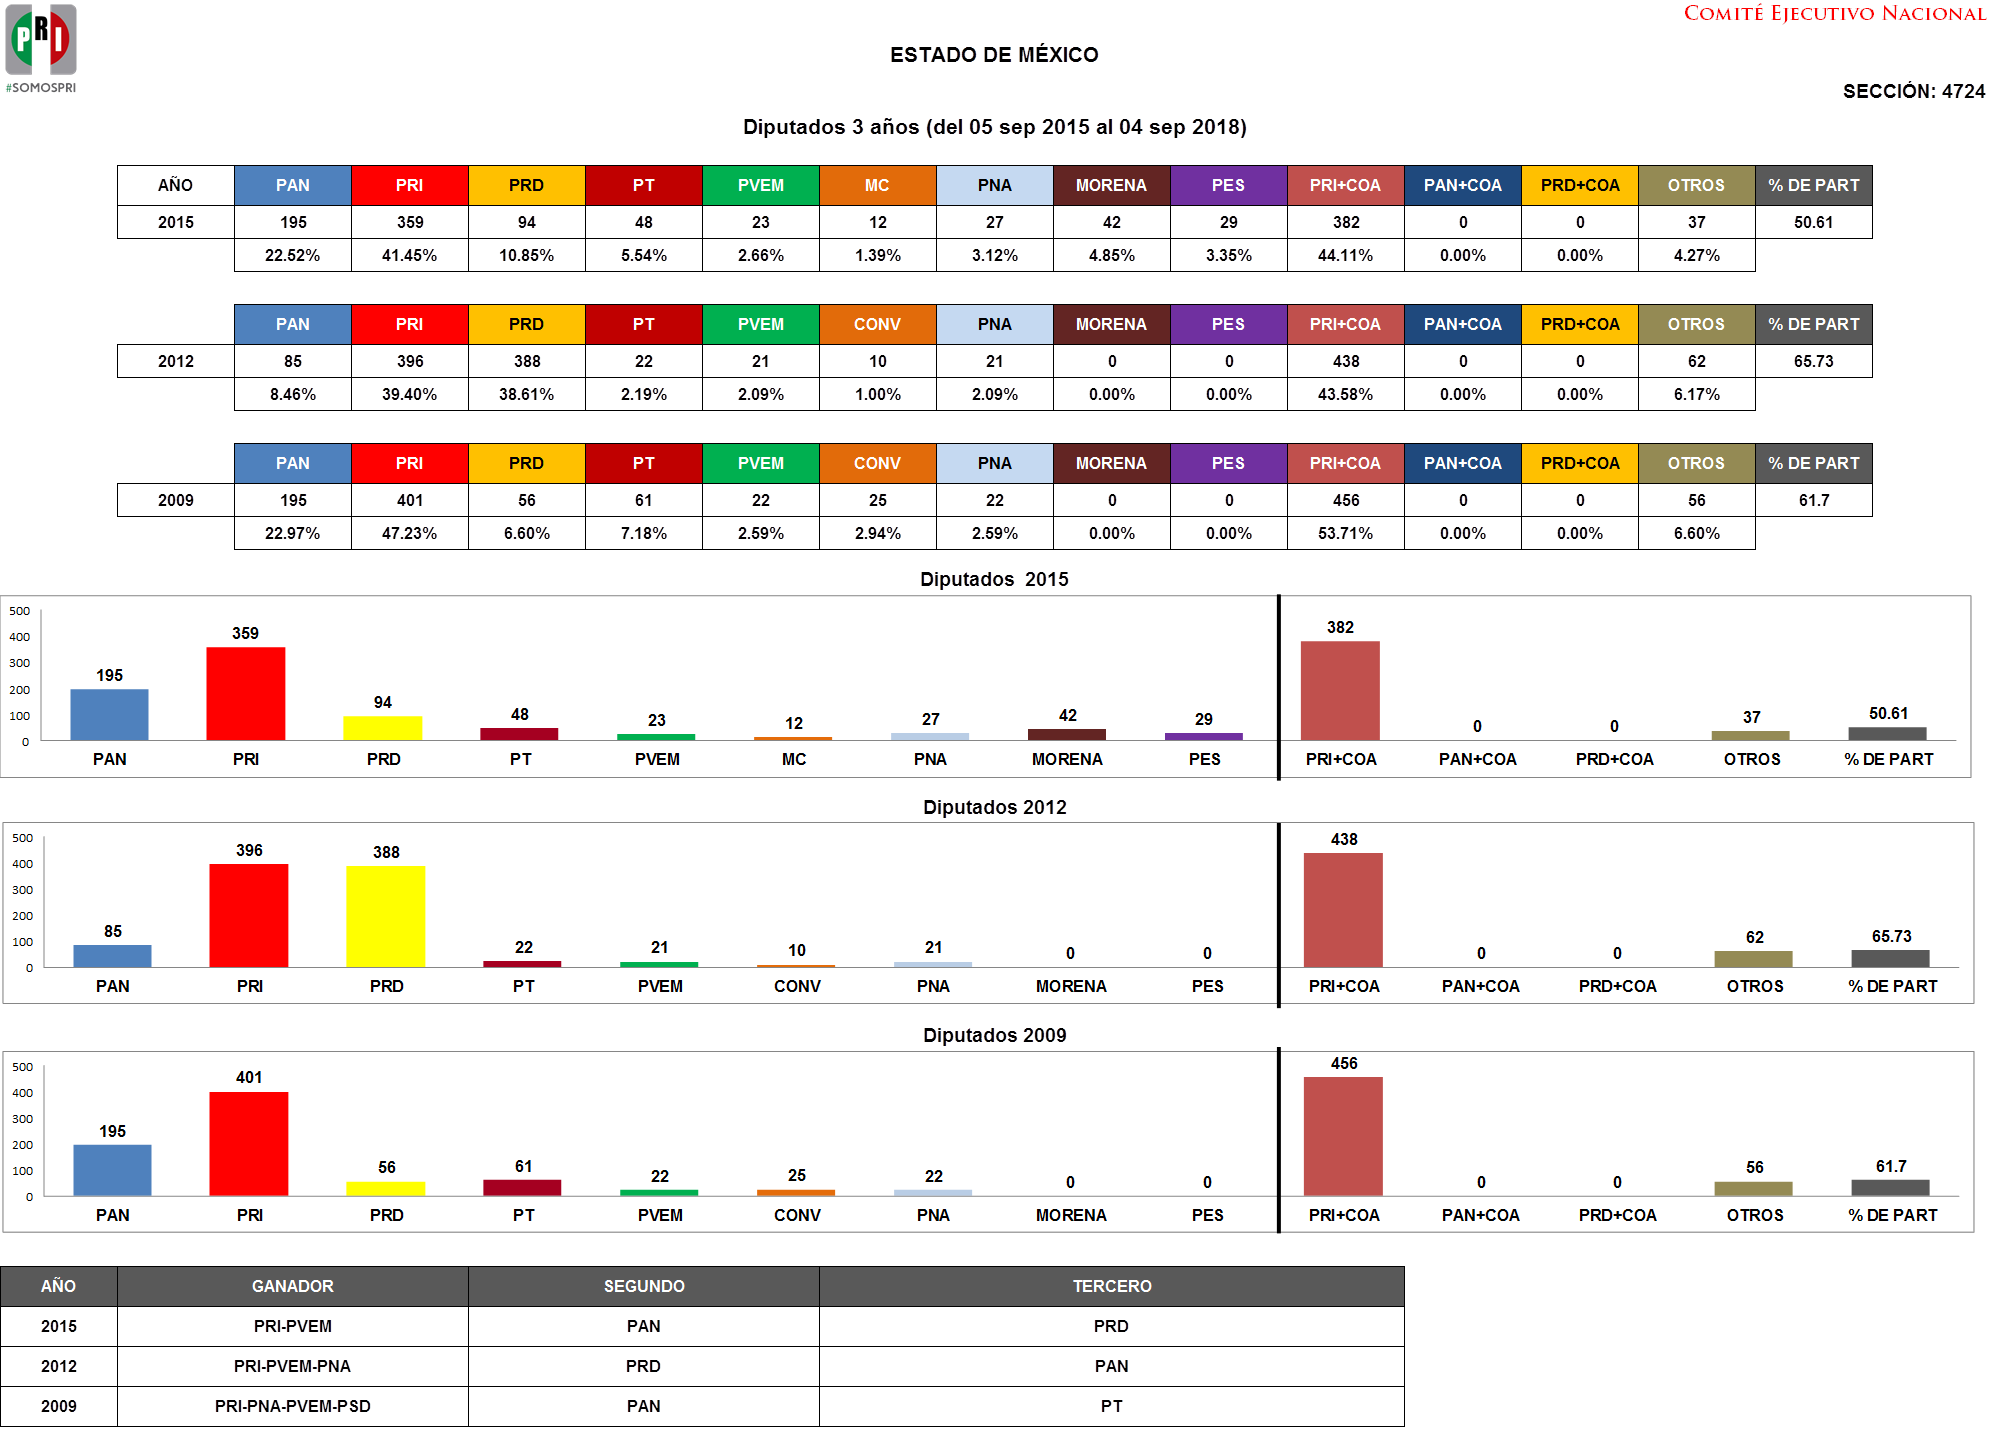 PRI
#SOMOSPRI
COMITÉ EJECUTIVO NACIONAL
ESTADO DE MÉXICO
SECCIÓN: 4724
Diputados 3 años (del 05 sep 2015 al 04 sep 2018)
AÑO PAN PRI PRD PT PVEM MC PNA MORENA PES PRI+COA PAN+COA PRD+COA OTROS % DE PART
2015 195 359 94 48 23 12 27 42 29 382 0 0 37 50.61
22.52% 41.45% 10.85% 5.54% 2.66% 1.39% 3.12% 4.85% 3.35% 44.11% 0.00% 0.00% 4.27%
PAN PRI PRD PT PVEM CONV PNA MORENA PES PRI+COA PAN+COA PRD+COA OTROS % DE PART
2012 85 396 388 22 21 10 21 0 0 438 0 0 62 65.73
8.46% 39.40% 38.61% 2.19% 2.09% 1.00% 2.09% 0.00% 0.00% 43.58% 0.00% 0.00% 6.17%
PAN PRI PRD PT PVEM CONV PNA MORENA PES PRI+COA PAN+COA PRD+COA OTROS % DE PART
2009 195 401 56 61 22 25 22 0 0 456 0 0 56 61.7
22.97% 47.23% 6.60% 7.18% 2.59% 2.94% 2.59% 0.00% 0.00% 53.71% 0.00% 0.00% 6.60%
Diputados 2015
500
400
300
200
100
0
195 359 94 48 23 12 27 42 29 382 0 0 37 50.61
PAN PRI PRD PT PVEM MC PNA MORENA PES PRI+COA PAN+COA PRD+COA OTROS % DE PART
Diputados 2012
500
400
300
200
100
0
85 396 388 22 21 10 21 0 0 438 0 0 62 65.73
PAN PRI PRD PT PVEM CONV PNA MORENA PES PRI+COA PAN+COA PRD+COA OTROS % DE PART
Diputados 2009
500
400
300
200
100
0
195 401 56 61 22 25 22 0 0 456 0 0 56 61.7
PAN PRI PRD PT PVEM CONV PNA MORENA PES PRI+COA PAN+COA PRD+COA OTROS % DE PART
AÑO GANADOR SEGUNDO TERCERO
2015 PRI-PVEM PAN PRD
2012 PRI-PVEM-PNA PRD PAN
2009 PRI-PNA-PVEM-PSD PAN PT